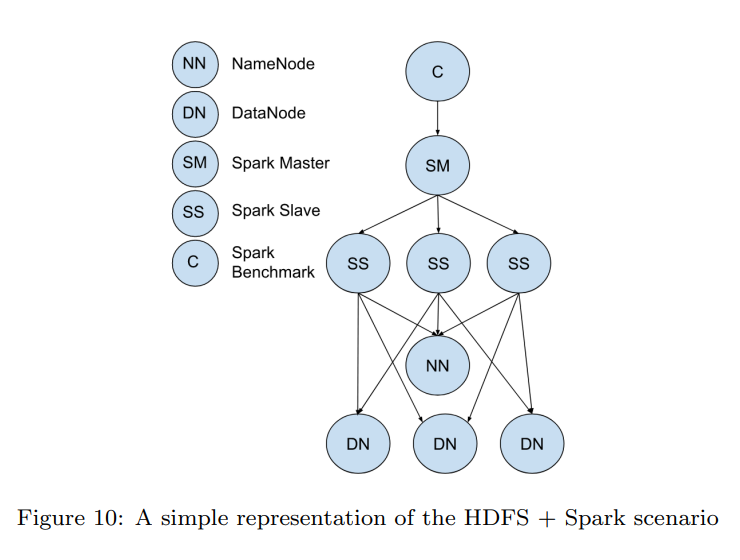 NN NameNode
DN DataNode
SM Spark Master
SS Spark Slave
C Spark
Benchmark
C
SM
SS SS SS
NN
DN DN DN
Figure 10: A simple representation of the HDFS + Spark scenario